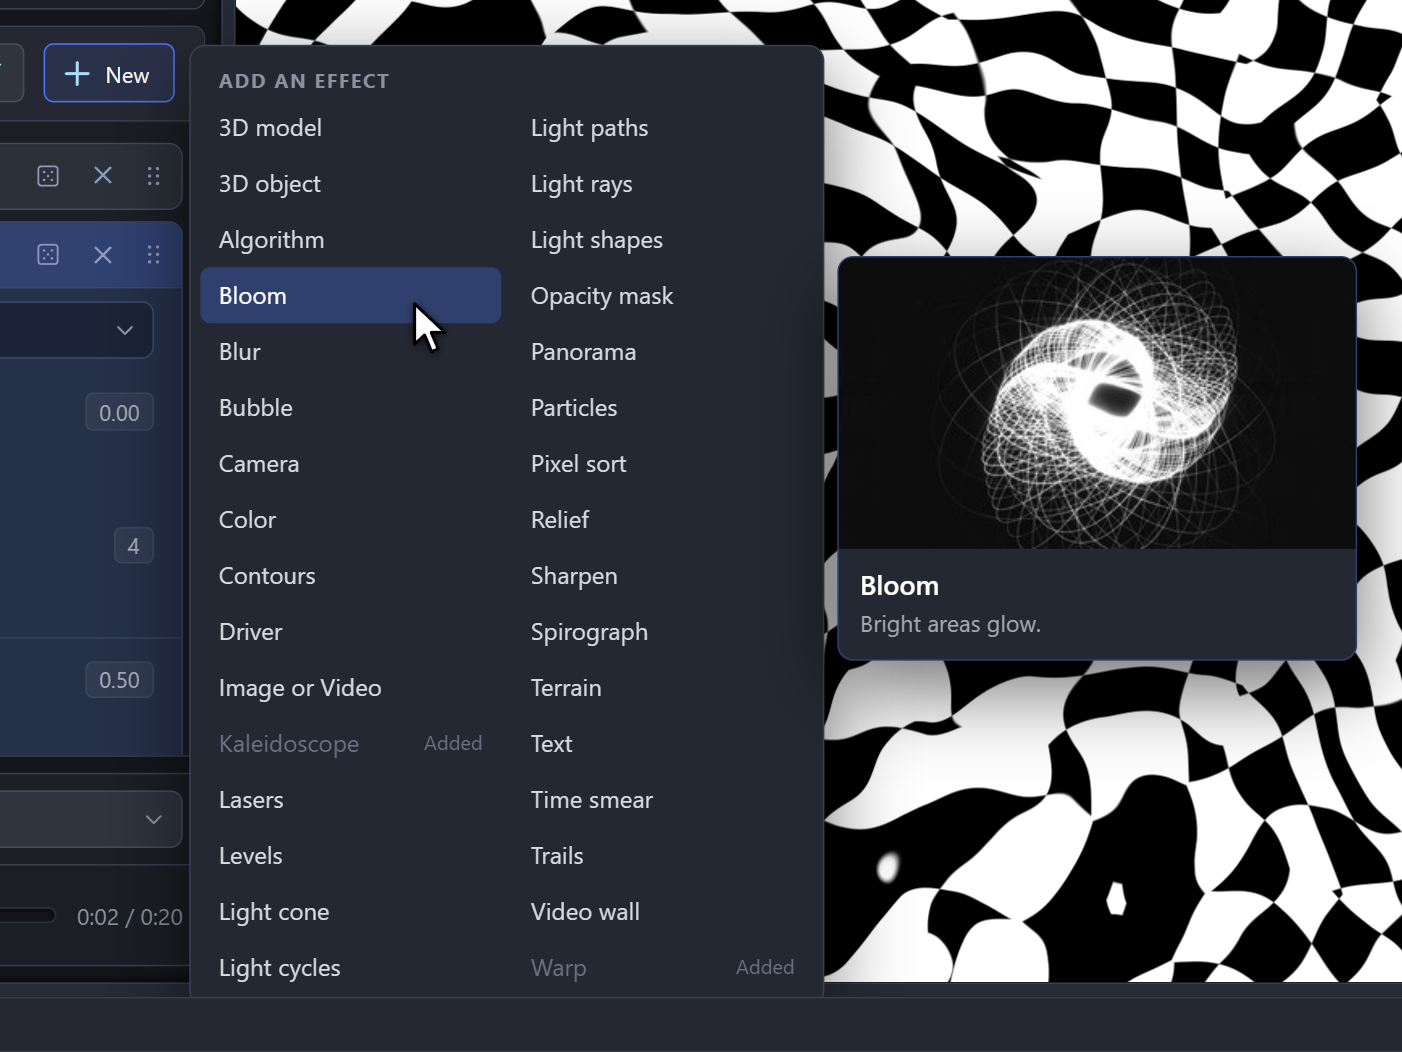 New
ADD AN EFFECT
3D model
3D object
Algorithm
Bloom
Blur
Bubble
Camera
Color
Contours
Driver
Image or Video
Kaleidoscope Added
Lasers
Levels
Light cone
Light cycles
Light paths
Light rays
Light shapes
Opacity mask
Panorama
Particles
Pixel sort
Relief
Sharpen
Spirograph
Terrain
Text
Time smear
Trails
Video wall
Warp Added
0.00
4
0.50
0:02 / 0:20
Bloom
Bright areas glow.